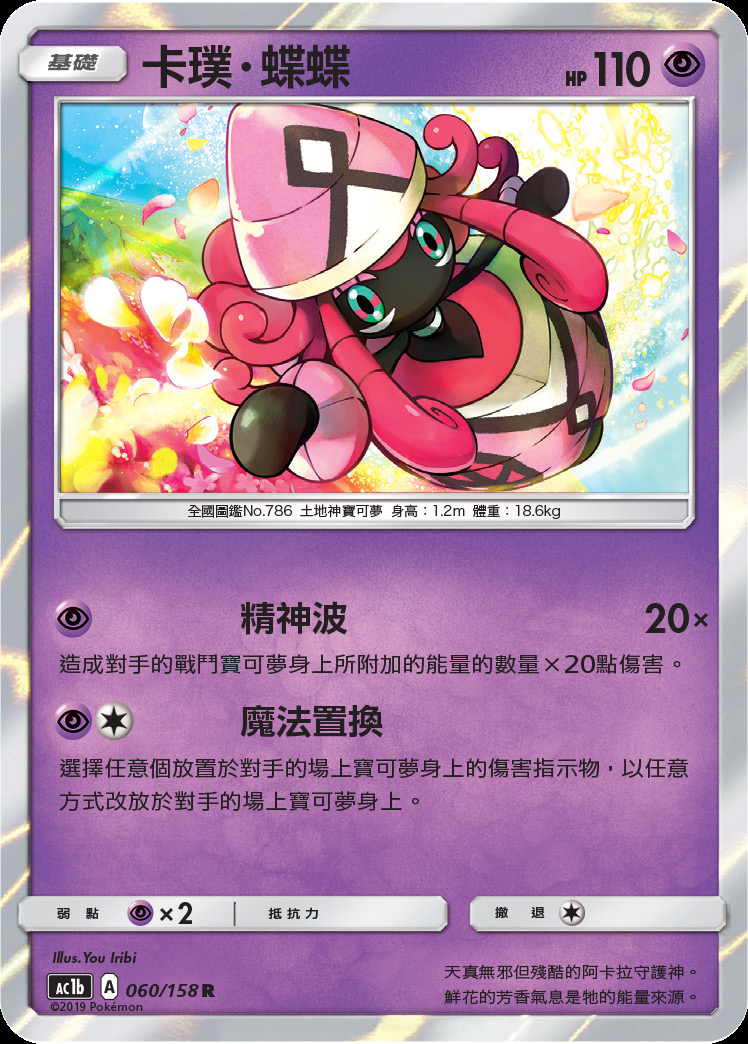 基礎 卡璞・蝶蝶 HP 110
全國圖鑑No.786 土地神寶可夢 身高：1.2m 體重：18.6kg
精神波 20×
造成對手的戰鬥寶可夢身上所附加的能量的數量×20點傷害。
魔法置換
選擇任意個放置於對手的場上寶可夢身上的傷害指示物，以任意
方式改放於對手的場上寶可夢身上。
弱點 ×2 抵抗力 撤退
Illus. You Iribi
AC1b A 060/158 R
©2019 Pokémon
天真無邪但殘酷的阿卡拉守護神。
鮮花的芳香氣息是牠的能量來源。